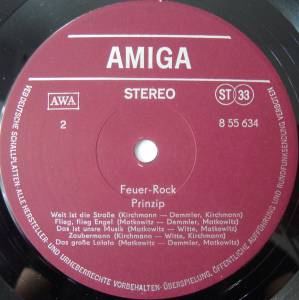 AMIGA
STEREO
AWA
ST 33
2
8 55 634
Feuer-Rock
Prinzip
Weit ist die Straße (Kirchmann — Demmler, Kirchmann)
Flieg, flieg Engel (Matkowitz — Demmler, Matkowitz)
Das ist unsre Musik (Matkowitz — Witte, Matkowitz)
Zaubermann (Kirchmann — Witte, Kirchmann)
Das große Lalala (Matkowitz — Demmler, Matkowitz)
VEB DEUTSCHE SCHALLPLATTEN · ALLE HERSTELLER- UND URHEBERRECHTE VORBEHALTEN · ÜBERSPIELUNG, ÖFFENTLICHE AUFFÜHRUNG UND RUNDFUNKSENDUNG VERBOTEN